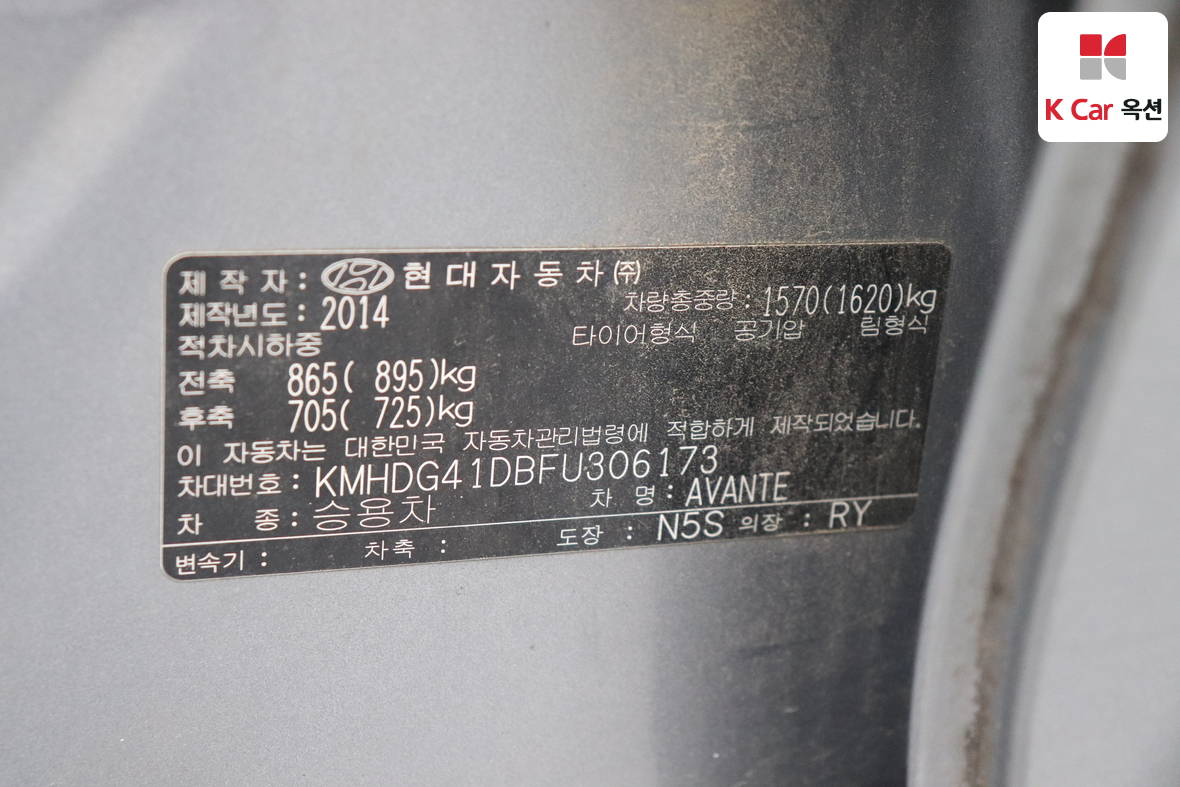 K Car 옥션
제 작 자 : 현 대 자 동 차 ㈜
제작년도 : 2014 차량총중량 : 1570(1620)kg
적차시하중 타이어형식 공기압 림형식
전축 865( 895)kg
후축 705( 725)kg
이 자동차는 대한민국 자동차관리법령에 적합하게 제작되었습니다.
차대번호 : KMHDG41DBFU306173
차 종 : 승용차 차 명 : AVANTE
변속기 : 차축 : 도장 : N5S 의장 : RY